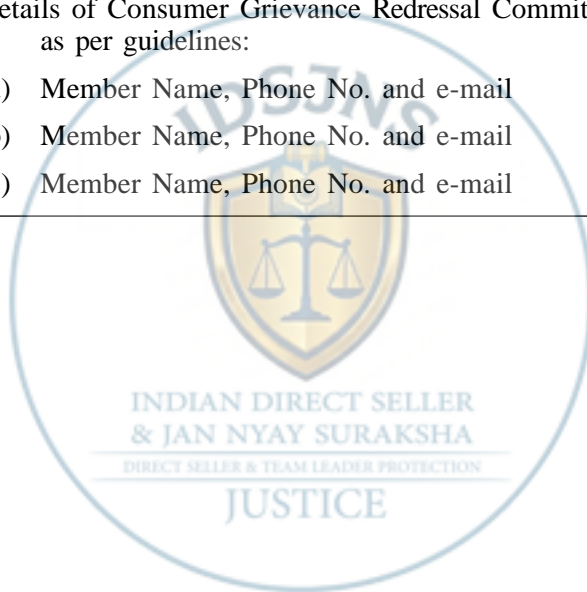 etails of Consumer Grievance Redressal Commit
as per guidelines:
) Member Name, Phone No. and e-mail
) Member Name, Phone No. and e-mail
) Member Name, Phone No. and e-mail
IDSJNS
INDIAN DIRECT SELLER
& JAN NYAY SURAKSHA
DIRECT SELLER & TEAM LEADER PROTECTION
JUSTICE